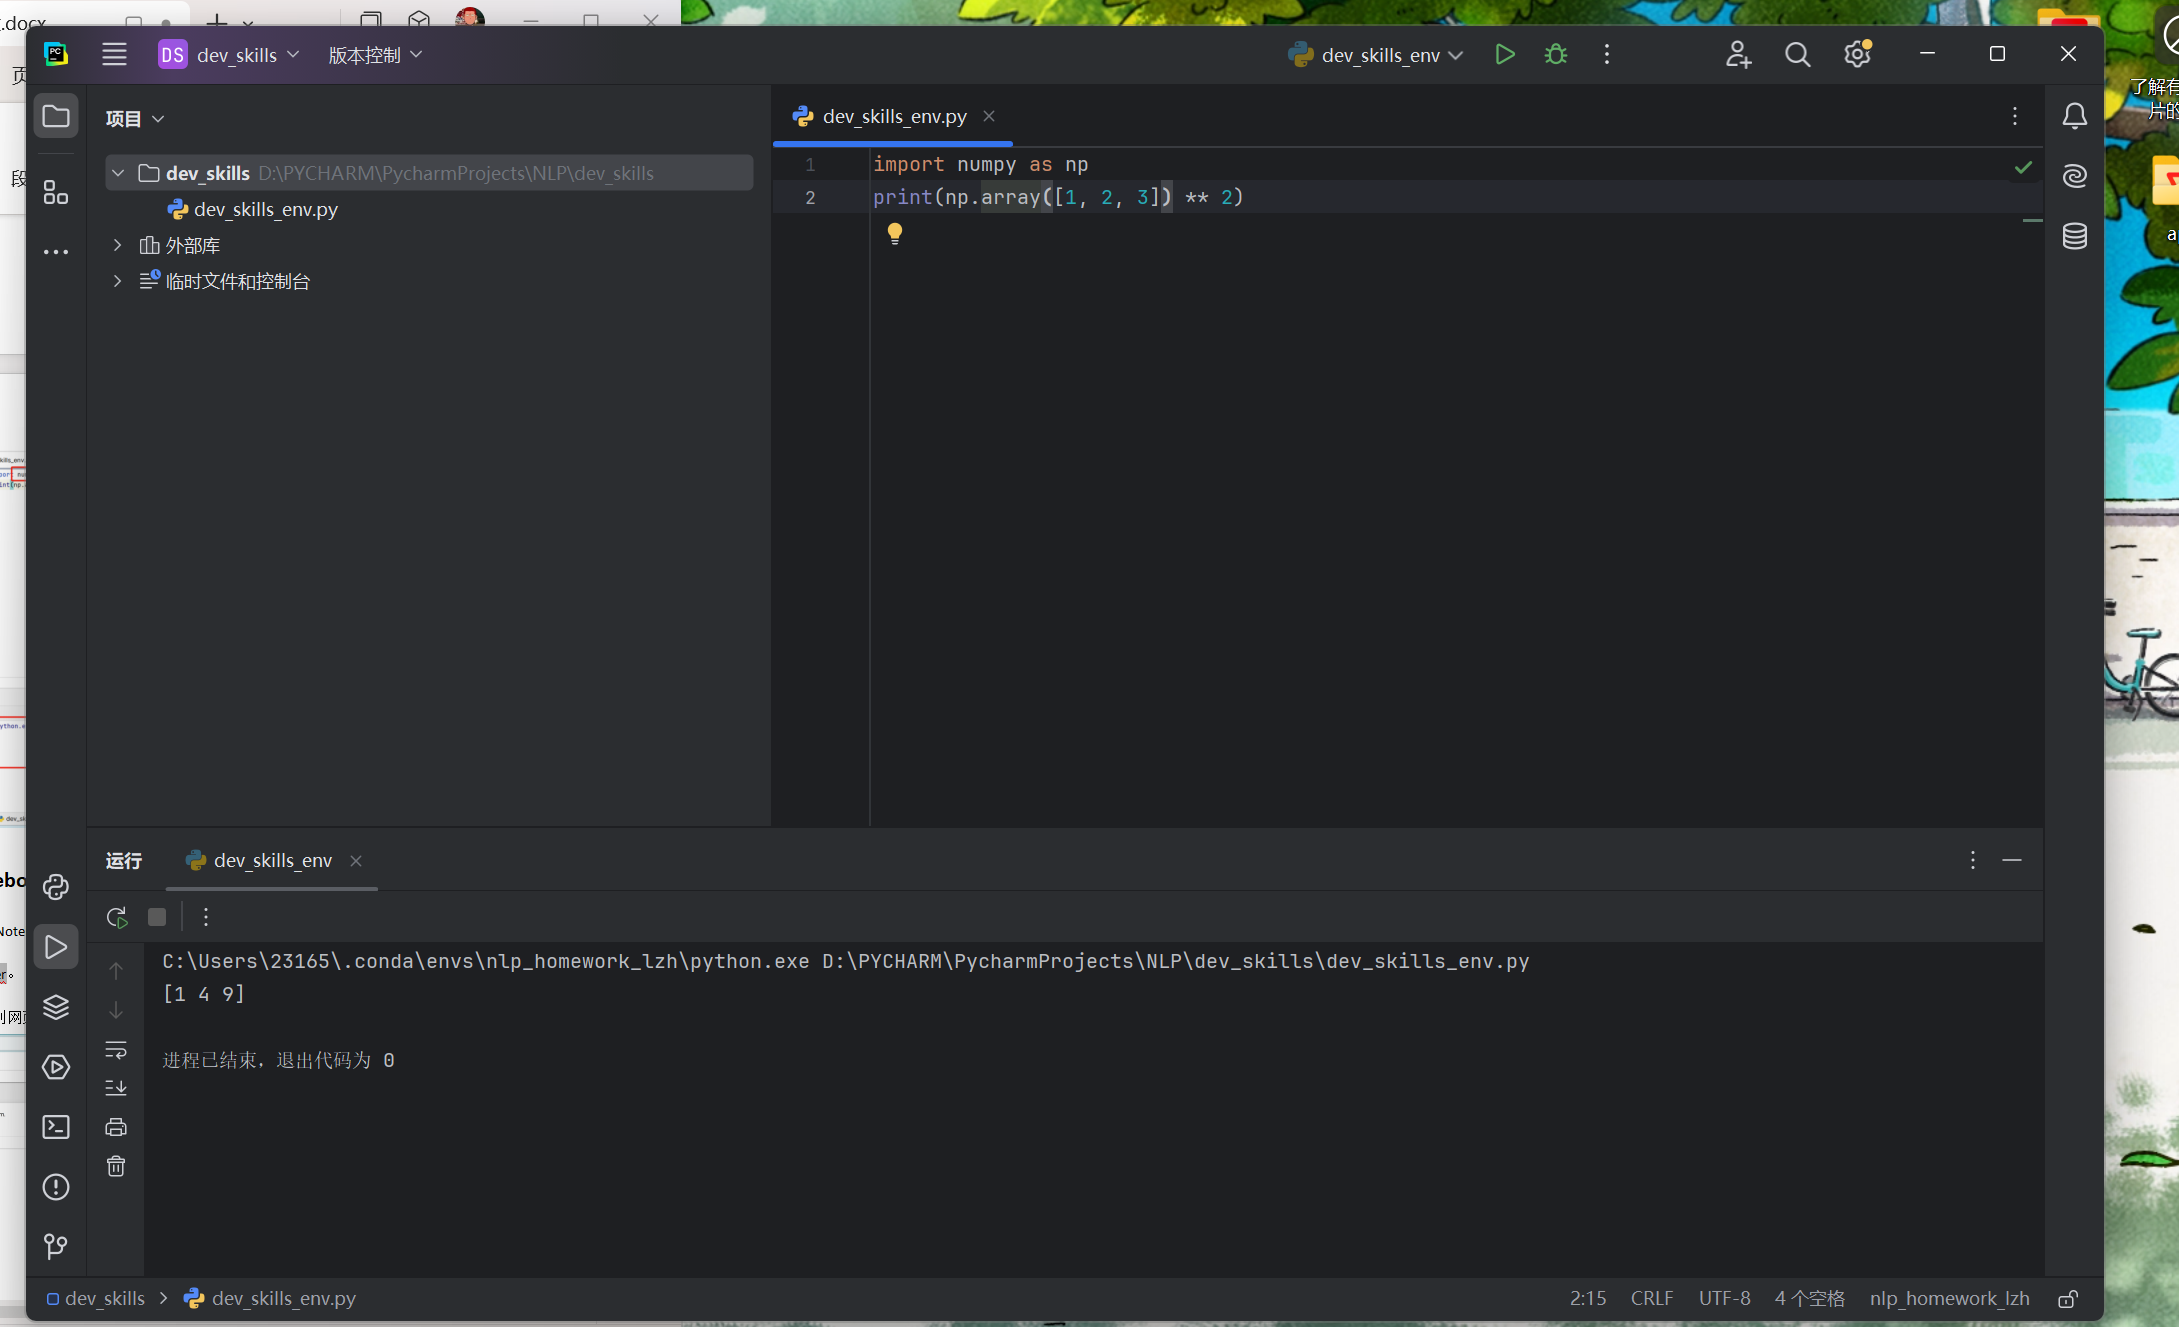 .docx
DS dev_skills 版本控制 dev_skills_env
项目
dev_skills D:\PYCHARM\PycharmProjects\NLP\dev_skills
dev_skills_env.py
外部库
临时文件和控制台
dev_skills_env.py
1 import numpy as np
2 print(np.array([1, 2, 3]) ** 2)
运行 dev_skills_env
C:\Users\23165\.conda\envs\nlp_homework_lzh\python.exe D:\PYCHARM\PycharmProjects\NLP\dev_skills\dev_skills_env.py
[1 4 9]
进程已结束，退出代码为 0
dev_skills > dev_skills_env.py
2:15 CRLF UTF-8 4 个空格 nlp_homework_lzh
了解有
片的
段
Note